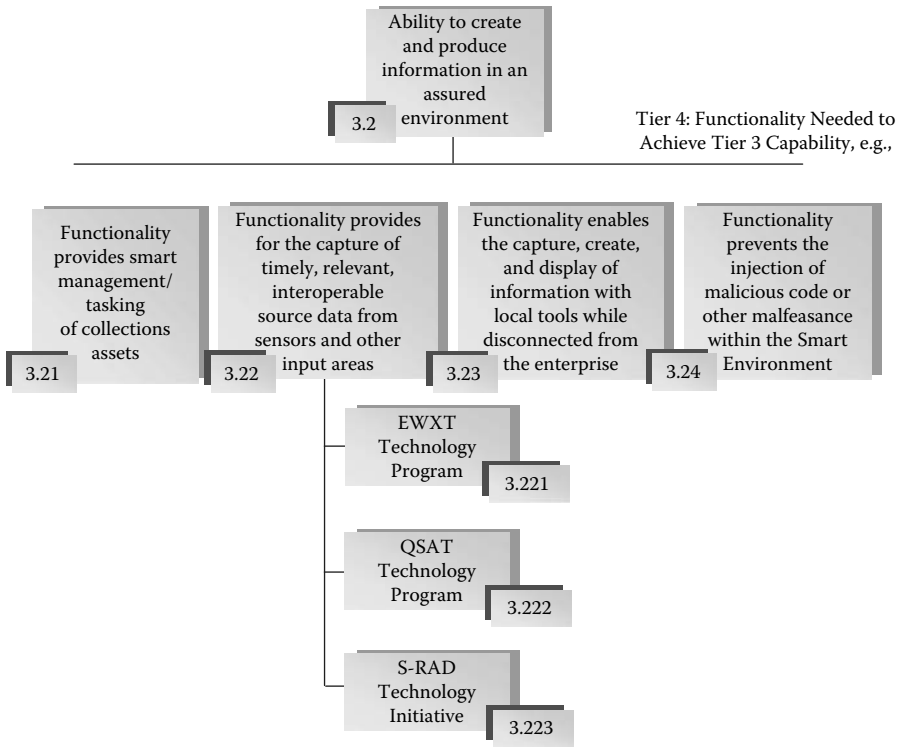 Ability to create
and produce
information in an
assured
environment
3.2
Tier 4: Functionality Needed to
Achieve Tier 3 Capability, e.g.,
Functionality
provides smart
management/
tasking
of collections
assets
3.21
Functionality provides
for the capture of
timely, relevant,
interoperable
source data from
sensors and other
input areas
3.22
Functionality enables
the capture, create,
and display of
information with
local tools while
disconnected from
the enterprise
3.23
Functionality
prevents the
injection of
malicious code or
other malfeasance
within the Smart
Environment
3.24
EWXT
Technology
Program
3.221
QSAT
Technology
Program
3.222
S-RAD
Technology
Initiative
3.223